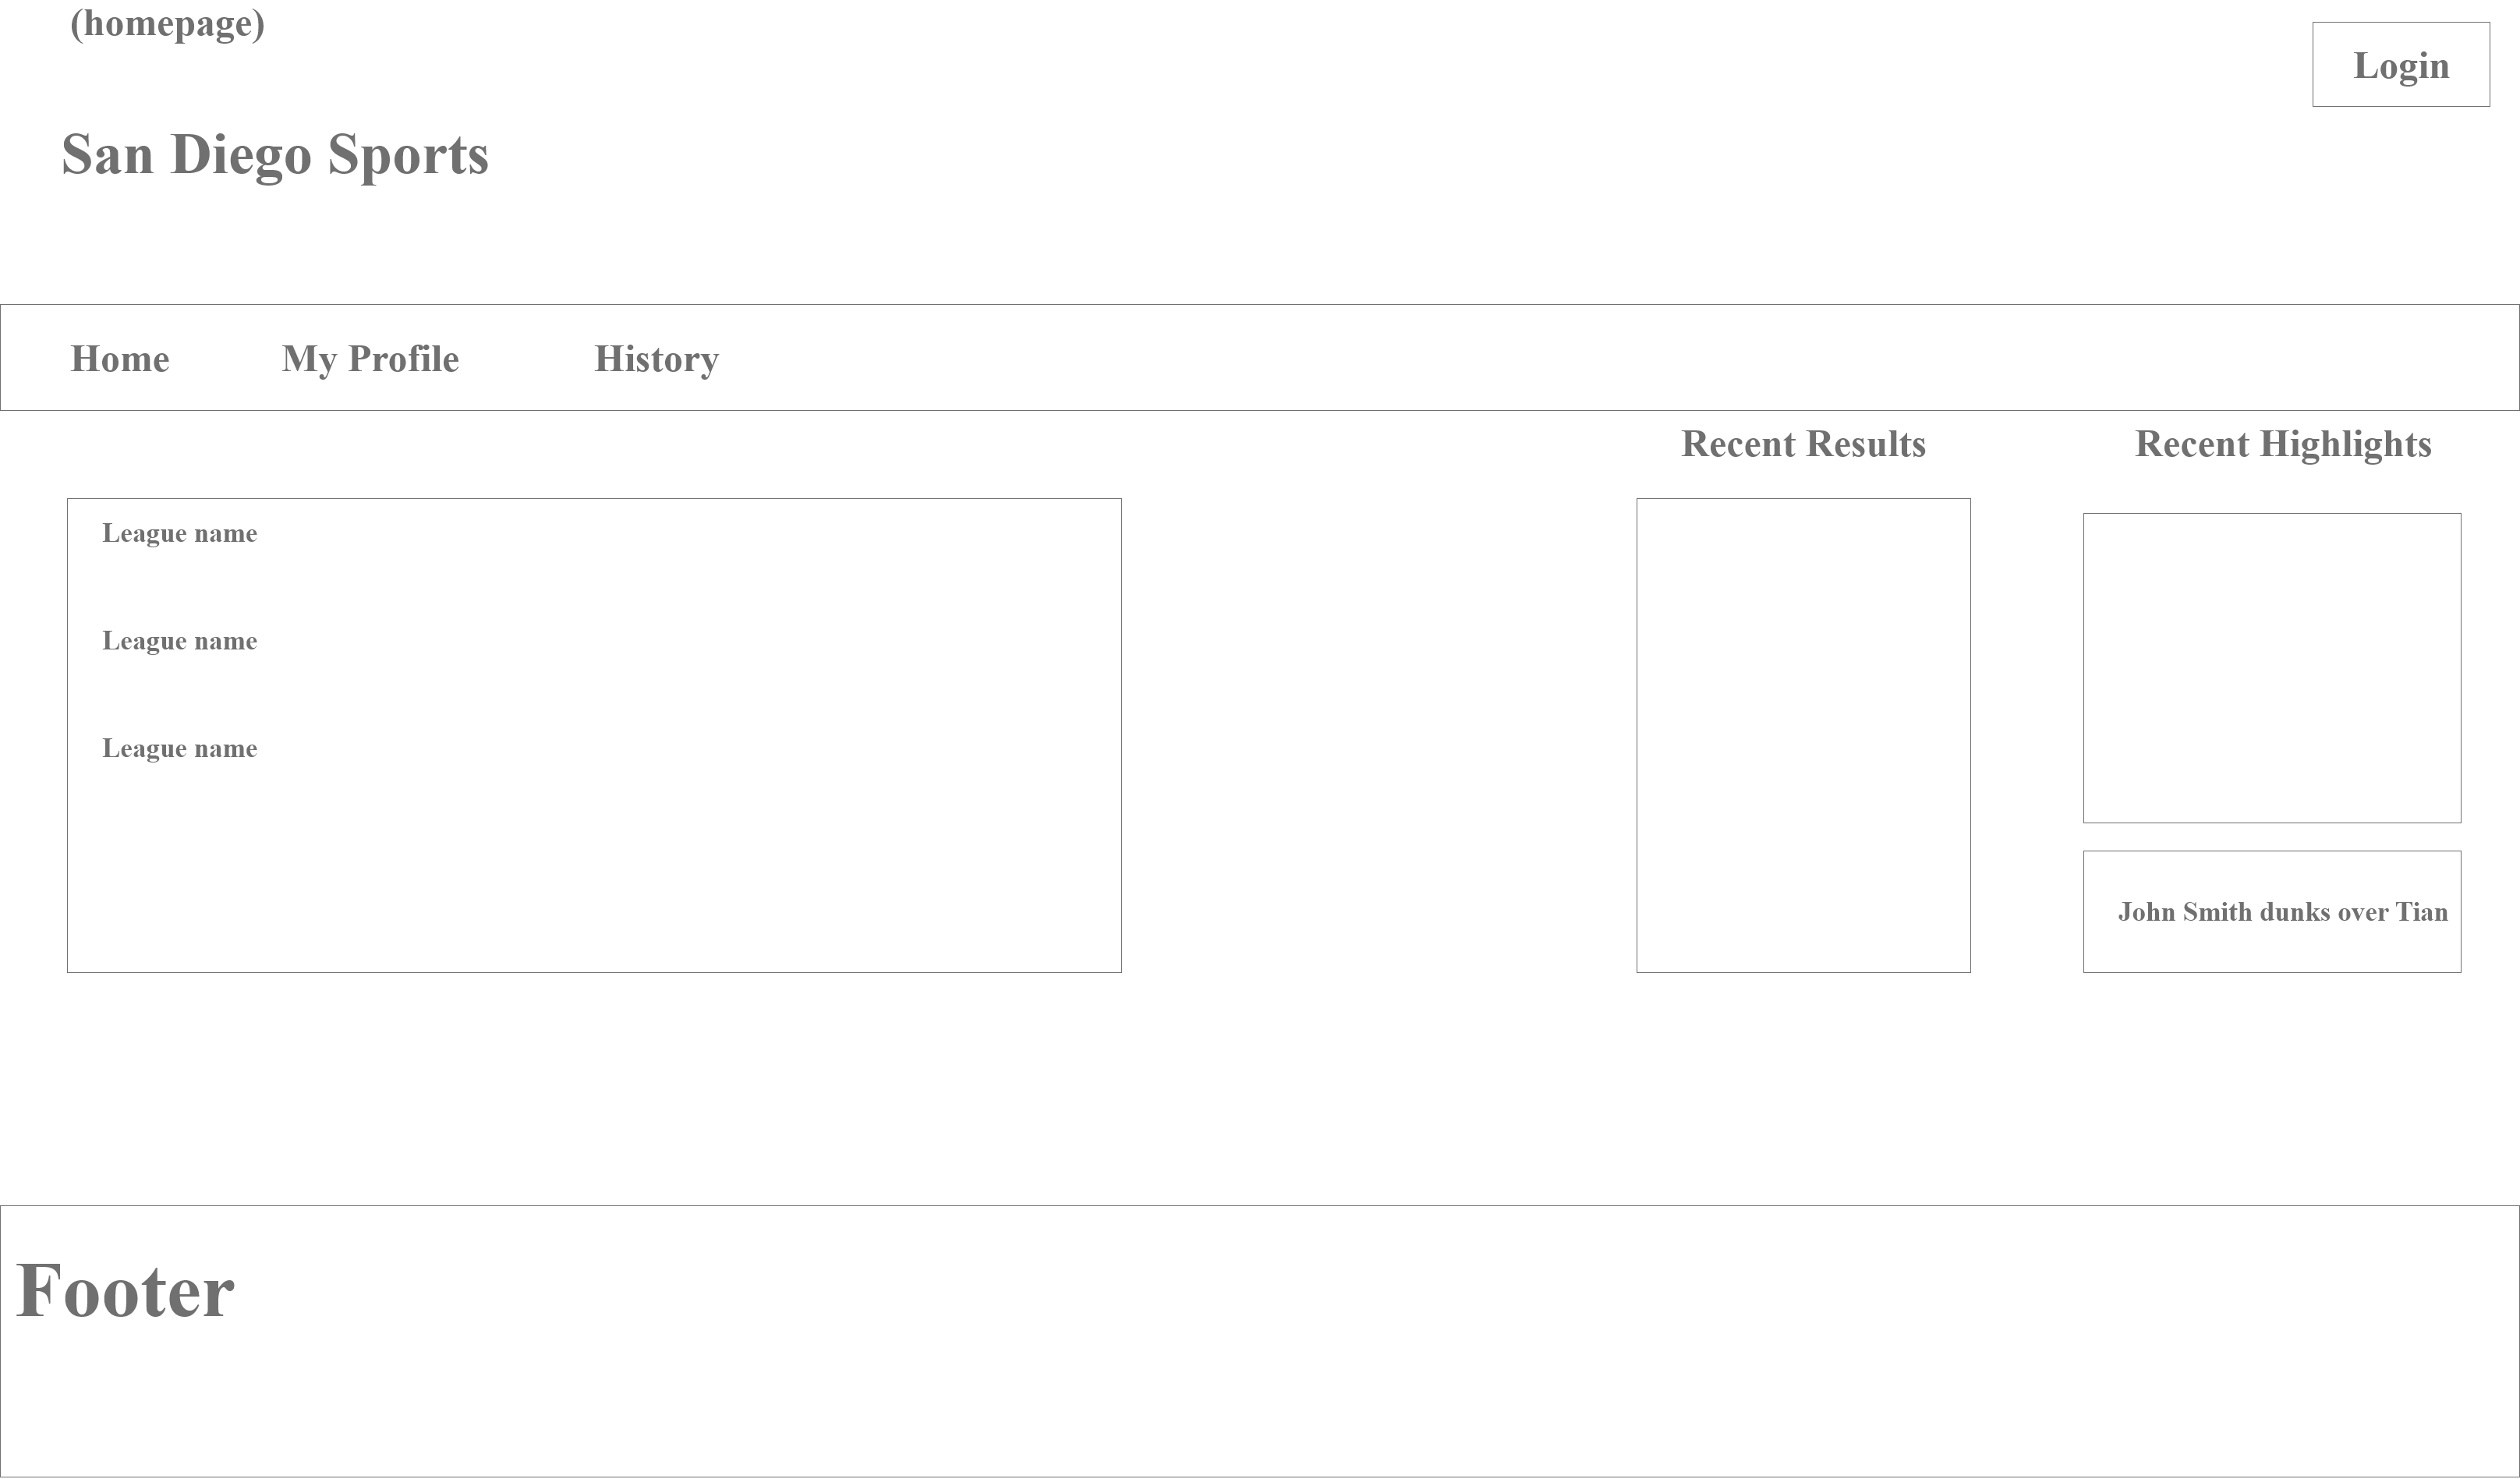 (homepage)
Login
San Diego Sports
Home
My Profile
History
Recent Results
Recent Highlights
League name
League name
League name
John Smith dunks over Tian
Footer